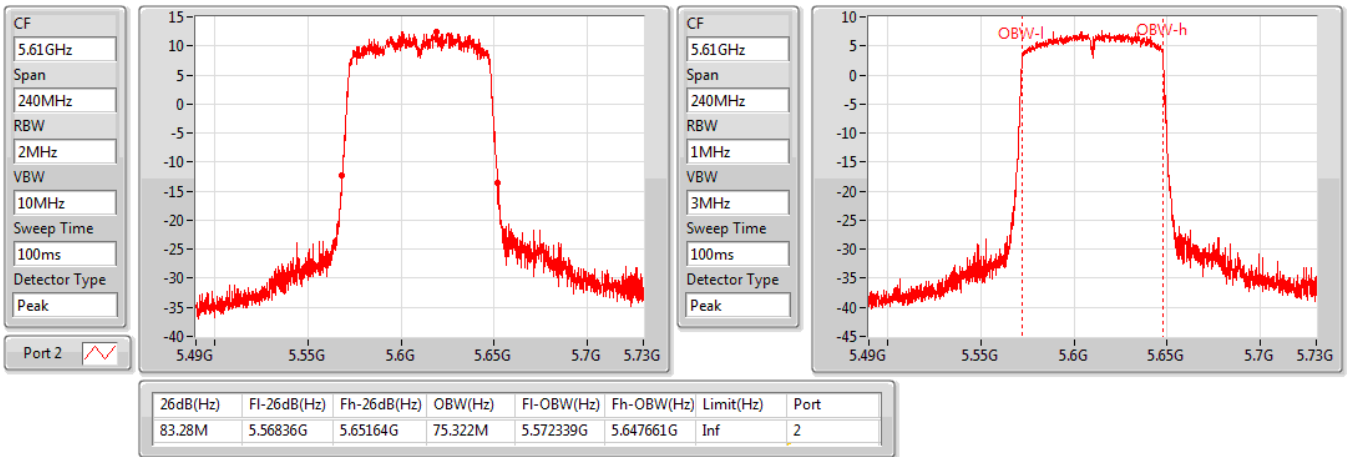 CF
5.61GHz
Span
240MHz
RBW
2MHz
VBW
10MHz
Sweep Time
100ms
Detector Type
Peak
Port 2
15
10
5
0
-5
-10
-15
-20
-25
-30
-35
-40
5.49G 5.55G 5.6G 5.65G 5.7G 5.73G
CF
5.61GHz
Span
240MHz
RBW
1MHz
VBW
3MHz
Sweep Time
100ms
Detector Type
Peak
10
5
0
-5
-10
-15
-20
-25
-30
-35
-40
-45
OBW-l OBW-h
5.49G 5.55G 5.6G 5.65G 5.7G 5.73G
26dB(Hz) Fl-26dB(Hz) Fh-26dB(Hz) OBW(Hz) Fl-OBW(Hz) Fh-OBW(Hz) Limit(Hz) Port
83.28M 5.56836G 5.65164G 75.322M 5.572339G 5.647661G Inf 2